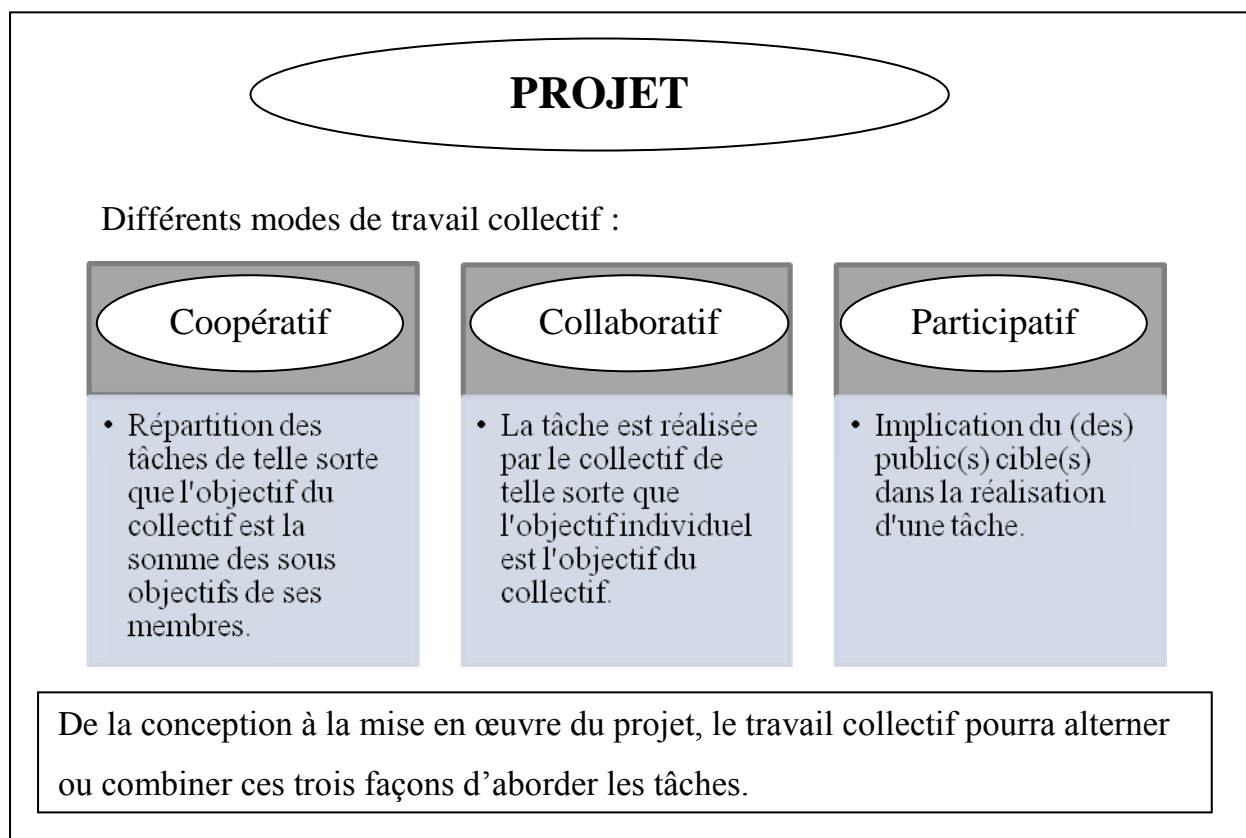 PROJET
Différents modes de travail collectif :
Coopératif
• Répartition des
tâches de telle sorte
que l'objectif du
collectif est la
somme des sous
objectifs de ses
membres.
Collaboratif
• La tâche est réalisée
par le collectif de
telle sorte que
l'objectif individuel
est l'objectif du
collectif.
Participatif
• Implication du (des)
public(s) cible(s)
dans la réalisation
d'une tâche.
De la conception à la mise en œuvre du projet, le travail collectif pourra alterner
ou combiner ces trois façons d’aborder les tâches.